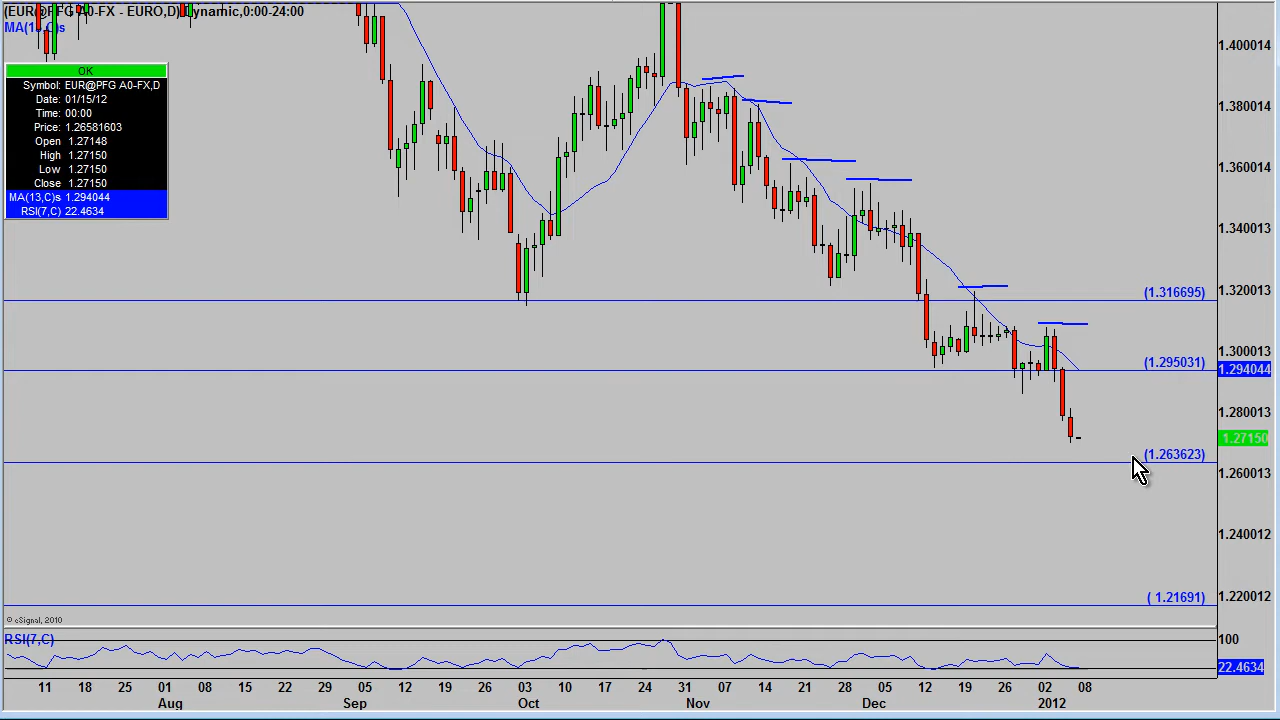 (EUR@PFG A0-FX - EURO,D) Dynamic,0:00-24:00
MA(13,C)s
OK
Symbol: EUR@PFG A0-FX,D
Date: 01/15/12
Time: 00:00
Price: 1.26581603
Open 1.27148
High 1.27150
Low 1.27150
Close 1.27150
MA(13,C)s 1.294044
RSI(7,C) 22.4634
1.400014
1.380014
1.360014
1.340013
1.320013
(1.316695)
1.300013
(1.295031)
1.294044
1.280013
1.27150
(1.263623)
1.260013
1.240012
( 1.21691)
1.220012
© eSignal, 2010
RSI(7,C)
100
22.4634
11 18 25 01 08 15 22 29 05 12 19 26 03 10 17 24 31 07 14 21 28 05 12 19 26 02 08
Aug Sep Oct Nov Dec 2012